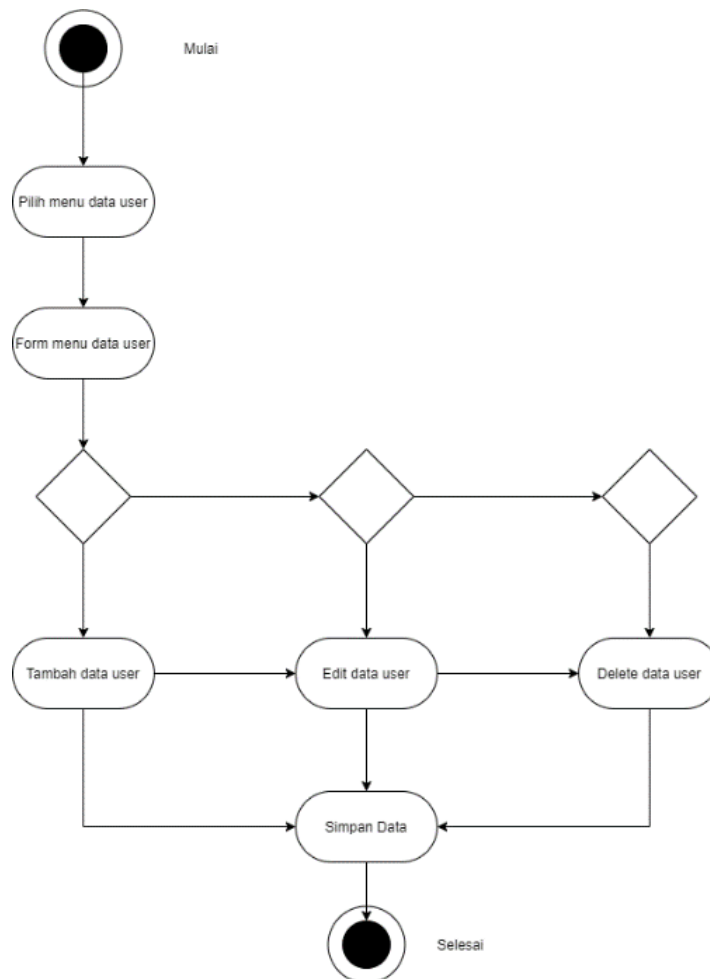 Mulai
Pilih menu data user
Form menu data user
Tambah data user
Edit data user
Delete data user
Simpan Data
Selesai